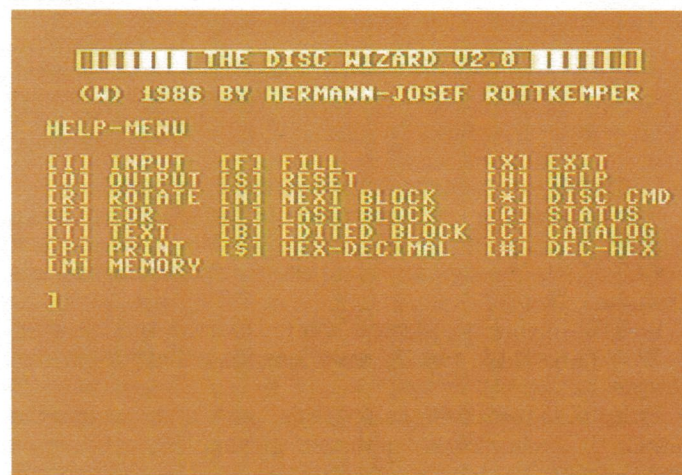 THE DISC WIZARD V2.0
(W) 1986 BY HERMANN-JOSEF ROTTKEMPER
HELP-MENU
[I] INPUT [F] FILL [X] EXIT
[O] OUTPUT [S] RESET [H] HELP
[R] ROTATE [N] NEXT BLOCK [*] DISC CMD
[E] EOR [L] LAST BLOCK [@] STATUS
[T] TEXT [B] EDITED BLOCK [C] CATALOG
[P] PRINT [$] HEX-DECIMAL [#] DEC-HEX
[M] MEMORY
]